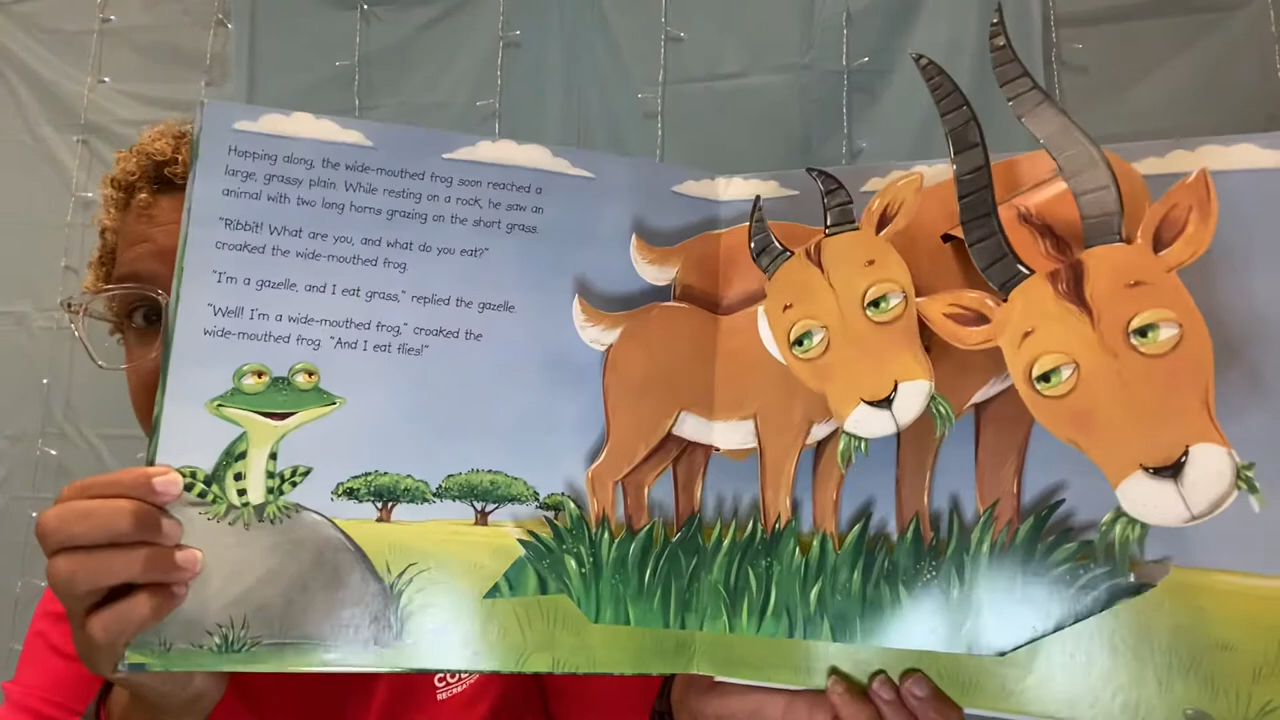 Hopping along, the wide-mouthed frog soon reached a
large, grassy plain. While resting on a rock, he saw an
animal with two long horns grazing on the short grass.
"Ribbit! What are you, and what do you eat?"
croaked the wide-mouthed frog.
"I'm a gazelle, and I eat grass," replied the gazelle.
"Well! I'm a wide-mouthed frog," croaked the
wide-mouthed frog. "And I eat flies!"